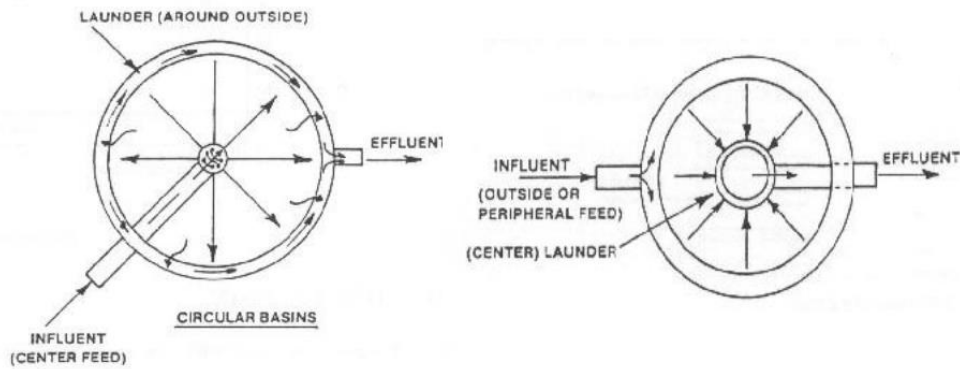 LAUNDER (AROUND OUTSIDE)
EFFLUENT
INFLUENT
(CENTER FEED)
CIRCULAR BASINS
INFLUENT
(OUTSIDE OR
PERIPHERAL FEED)
(CENTER) LAUNDER
EFFLUENT